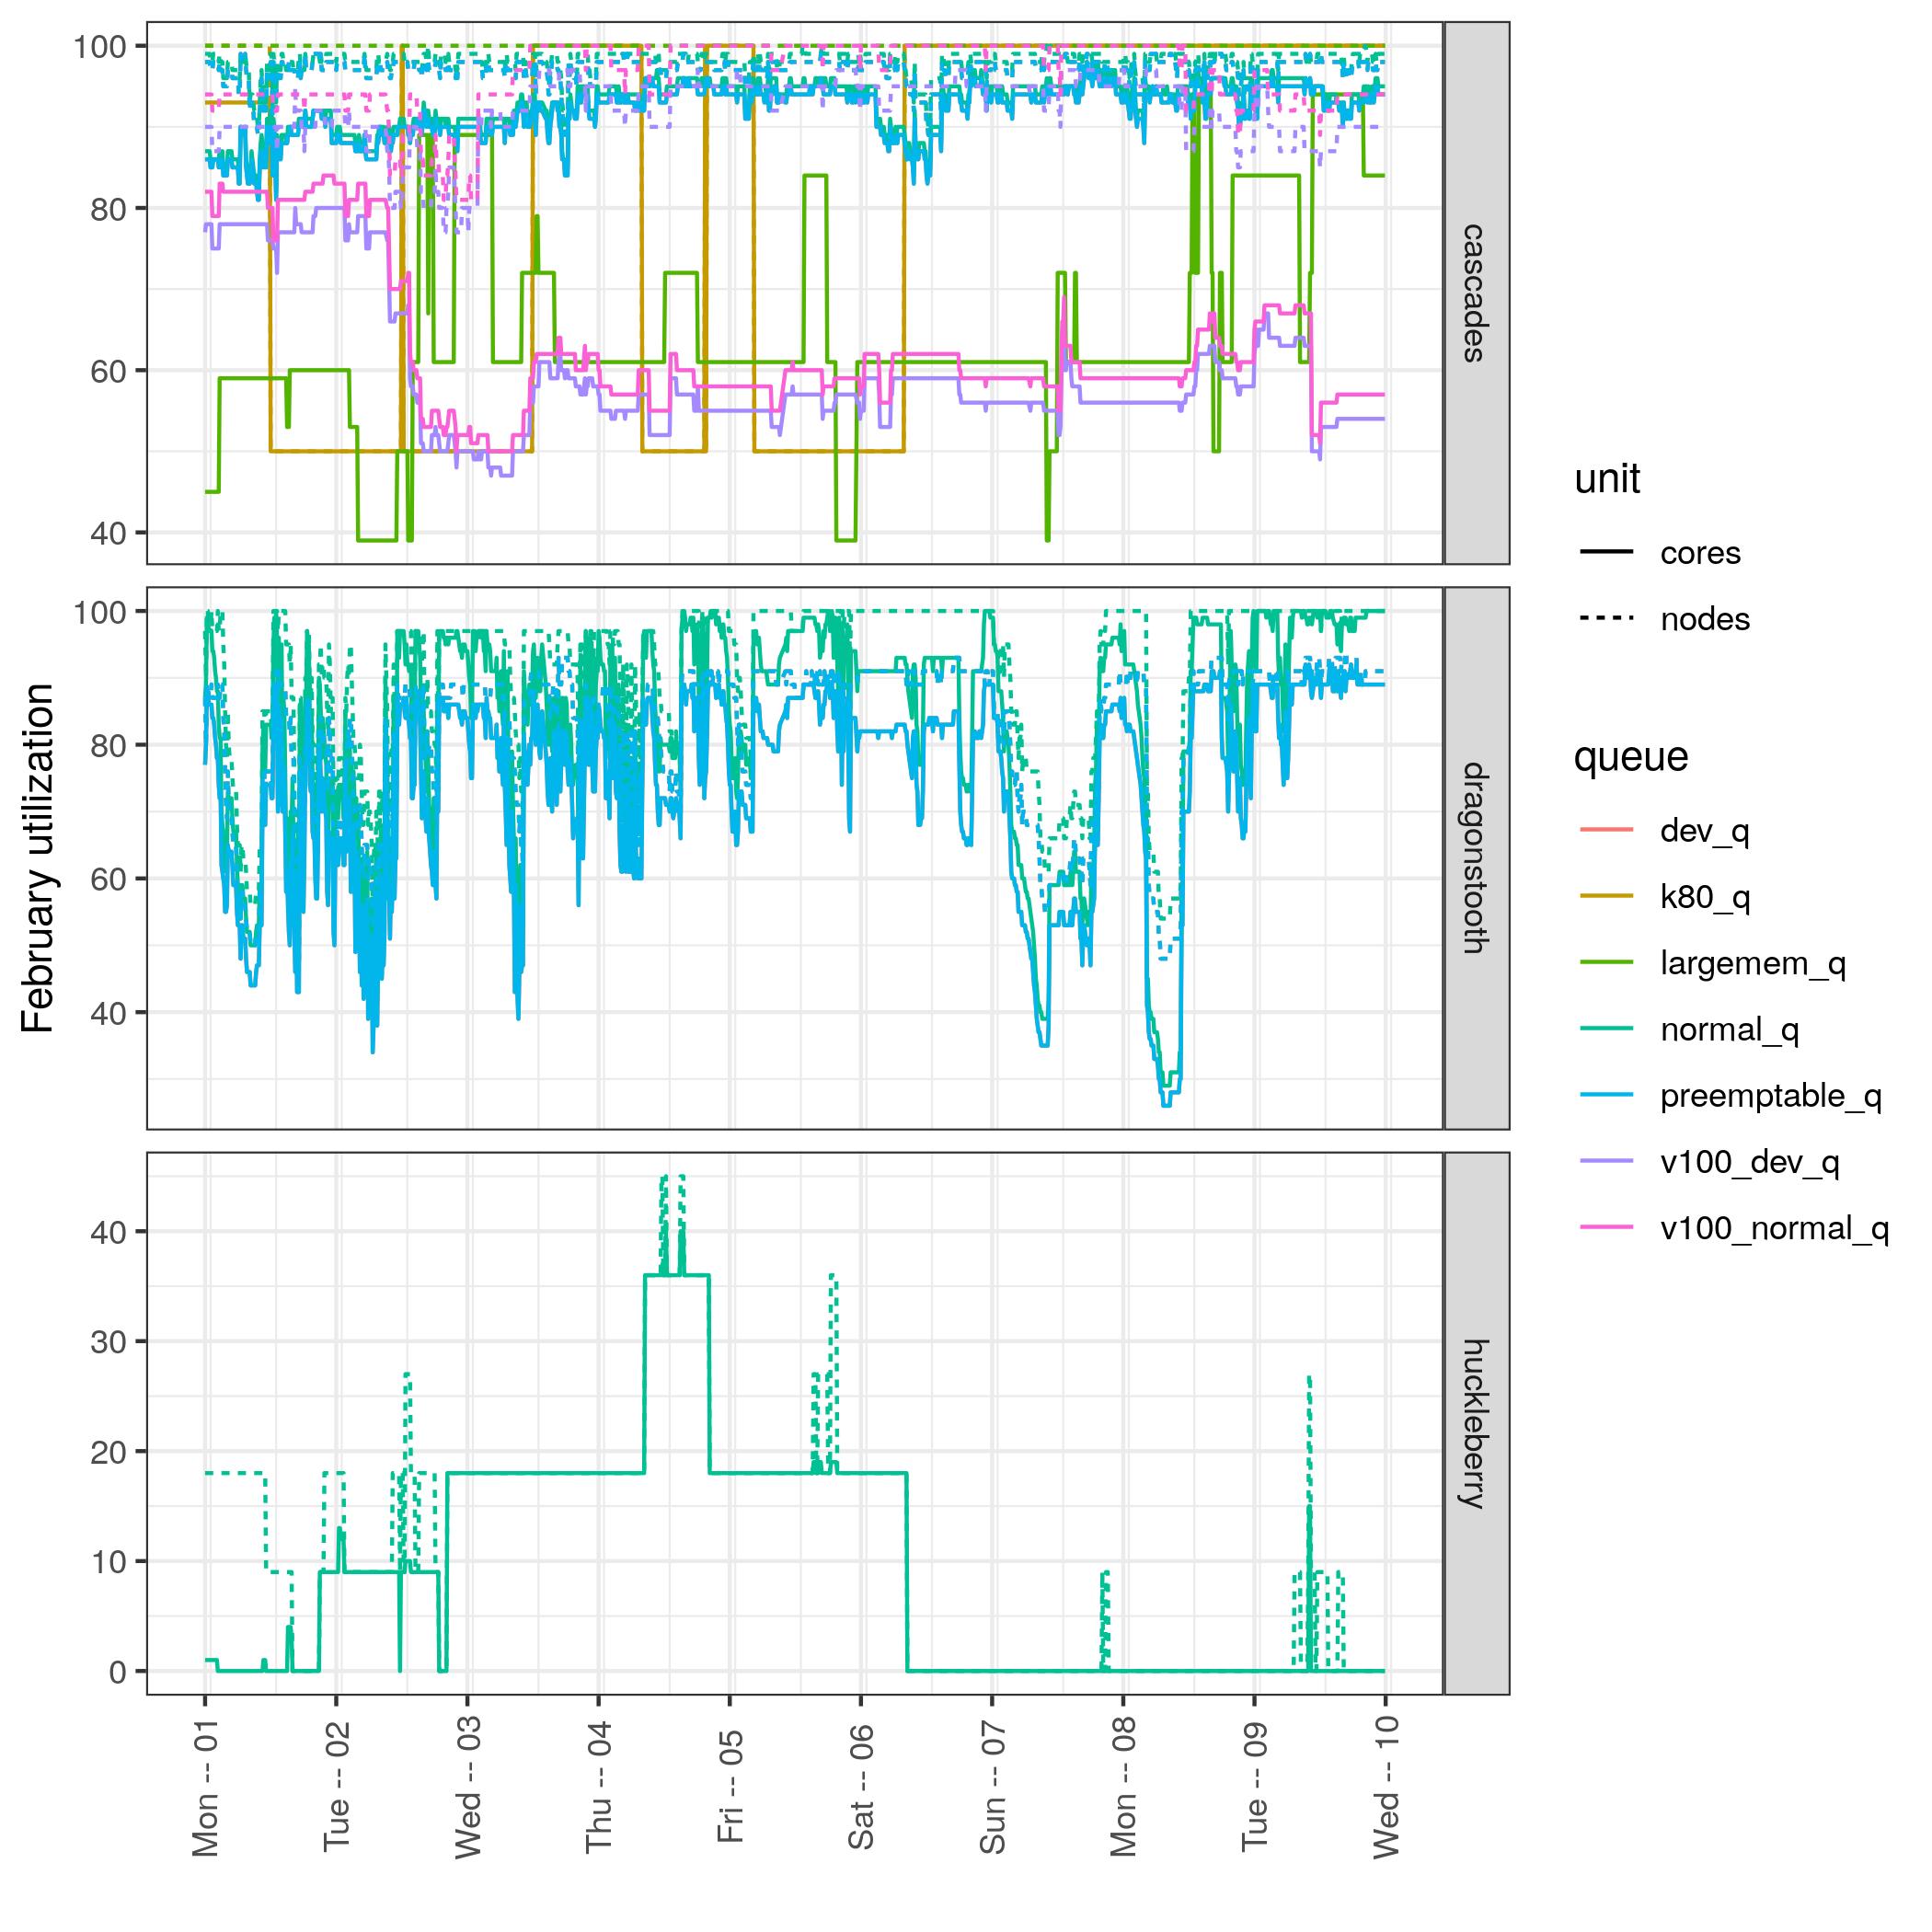 February utilization
100
80
60
40
cascades
100
80
60
40
dragonstooth
40
30
20
10
0
huckleberry
Mon -- 01
Tue -- 02
Wed -- 03
Thu -- 04
Fri -- 05
Sat -- 06
Sun -- 07
Mon -- 08
Tue -- 09
Wed -- 10
unit
cores
nodes
queue
dev_q
k80_q
largemem_q
normal_q
preemptable_q
v100_dev_q
v100_normal_q